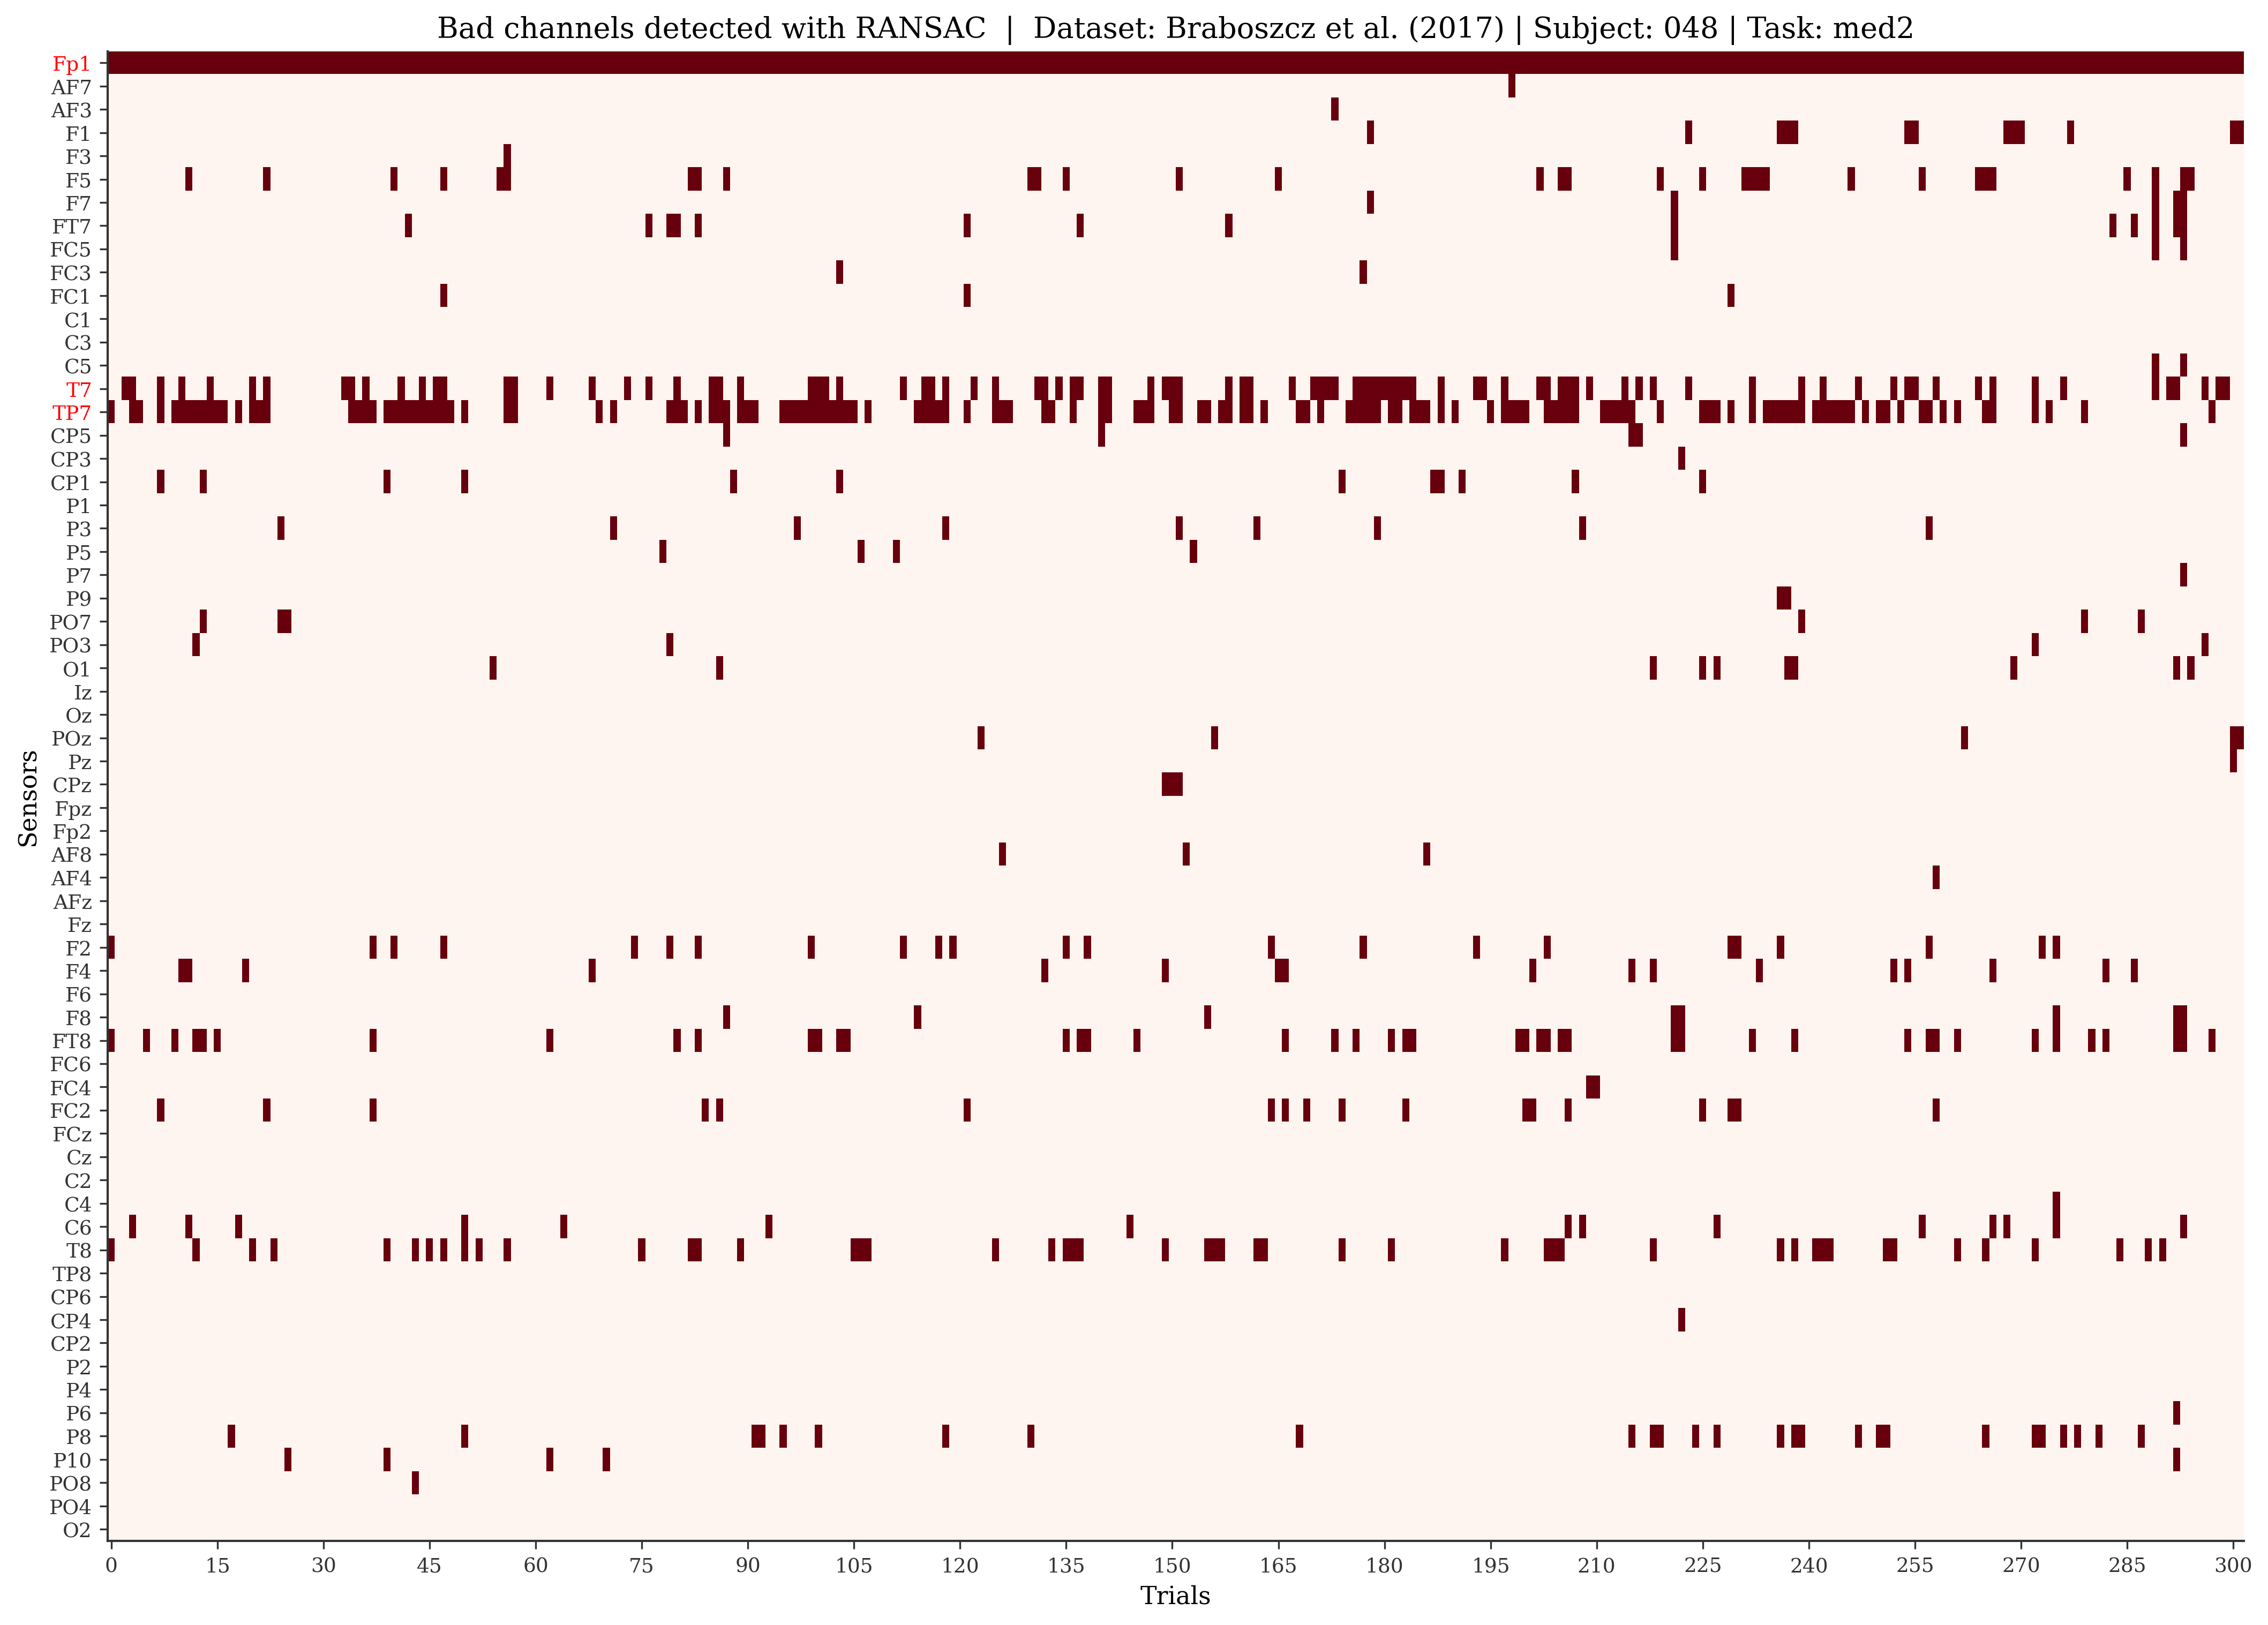 Bad channels detected with RANSAC | Dataset: Braboszcz et al. (2017) | Subject: 048 | Task: med2
Sensors
Fp1
AF7
AF3
F1
F3
F5
F7
FT7
FC5
FC3
FC1
C1
C3
C5
T7
TP7
CP5
CP3
CP1
P1
P3
P5
P7
P9
PO7
PO3
O1
Iz
Oz
POz
Pz
CPz
Fpz
Fp2
AF8
AF4
AFz
Fz
F2
F4
F6
F8
FT8
FC6
FC4
FC2
FCz
Cz
C2
C4
C6
T8
TP8
CP6
CP4
CP2
P2
P4
P6
P8
P10
PO8
PO4
O2
0 15 30 45 60 75 90 105 120 135 150 165 180 195 210 225 240 255 270 285 300
Trials